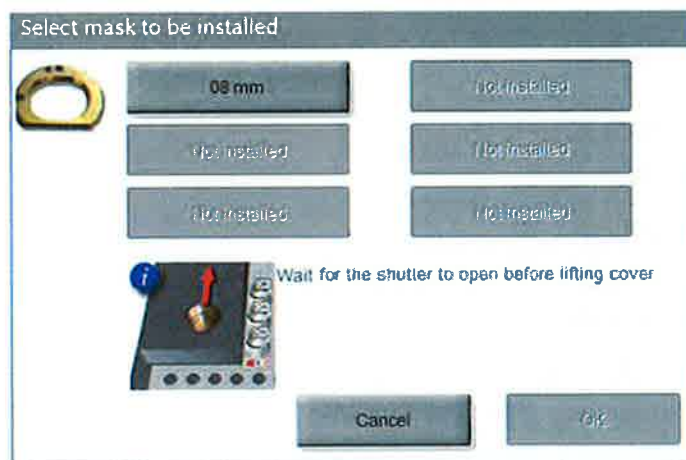 Select mask to be installed
08 mm
Not Installed
Not Installed
Not Installed
Not Installed
Not Installed
i
Wait for the shutter to open before lifting cover
Cancel
OK